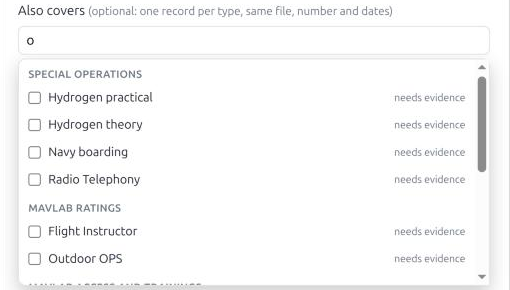 Also covers (optional: one record per type, same file, number and dates)
o
SPECIAL OPERATIONS
Hydrogen practical needs evidence
Hydrogen theory needs evidence
Navy boarding needs evidence
Radio Telephony needs evidence
MAVLAB RATINGS
Flight Instructor needs evidence
Outdoor OPS needs evidence